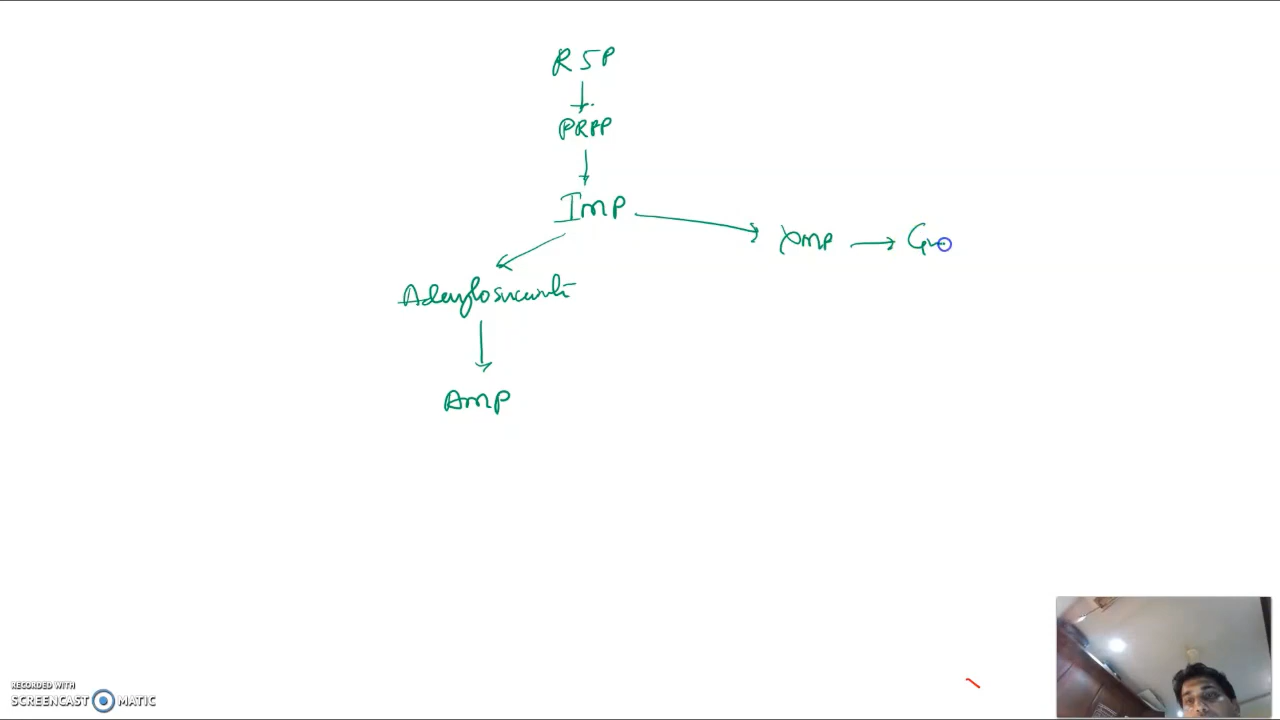 R5P
PRPP
IMP
XMP
Adenylosuccinate
AMP
RECORDED WITH
SCREENCAST MATIC